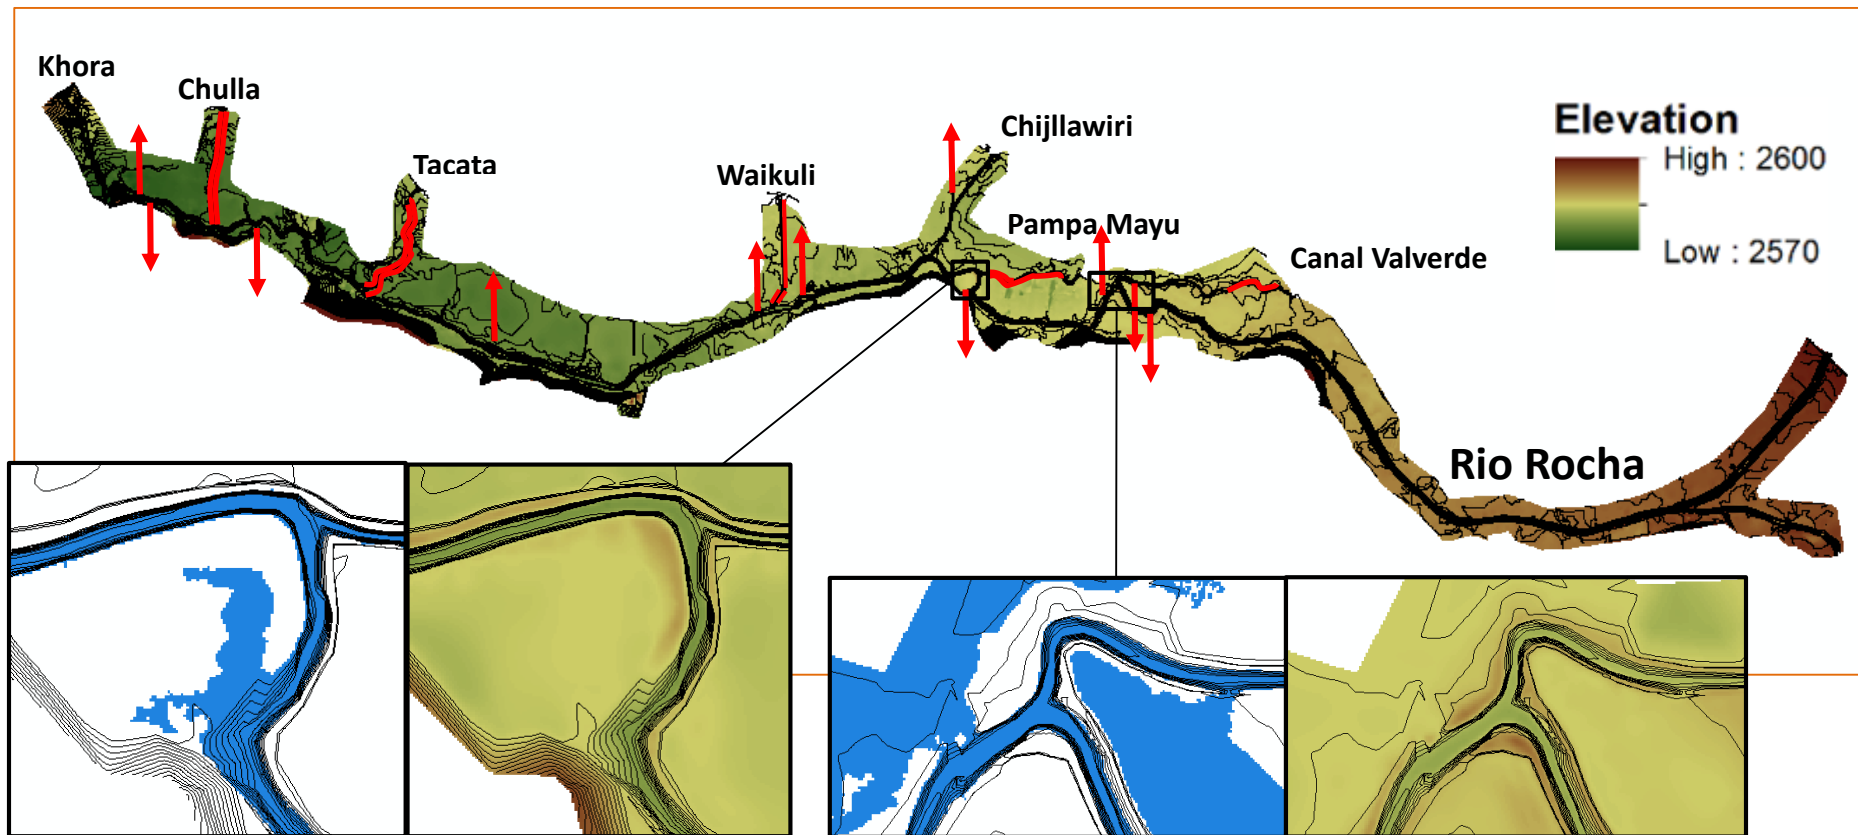 Khora
Chulla
Tacata
Waikuli
Chijllawiri
Pampa Mayu
Canal Valverde
Elevation
High : 2600
Low : 2570
Rio Rocha